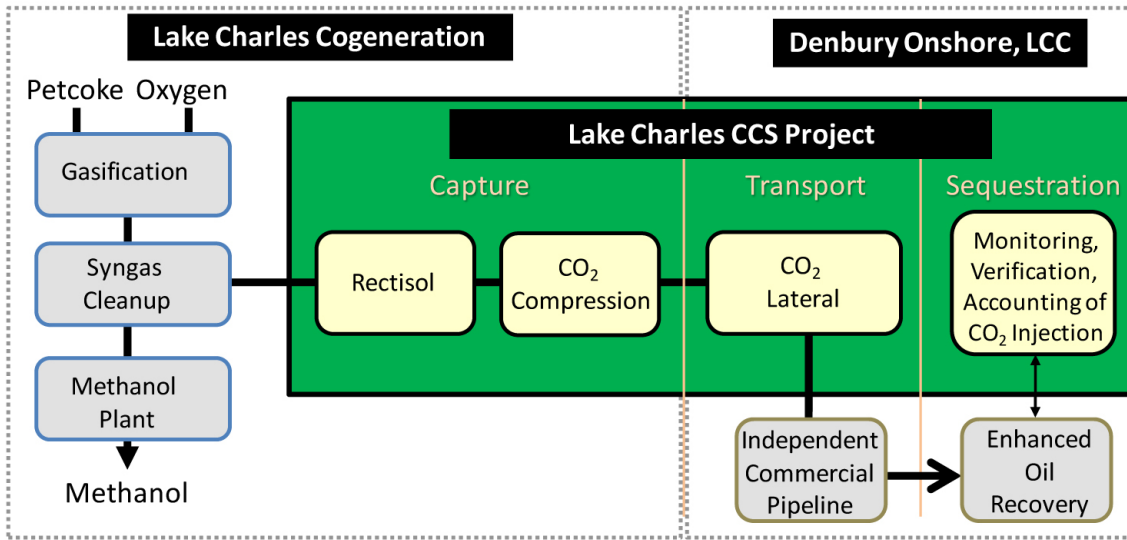 Lake Charles Cogeneration
Denbury Onshore, LCC
Petcoke Oxygen
Lake Charles CCS Project
Gasification
Capture
Transport
Sequestration
Syngas
Cleanup
Rectisol
CO₂
Compression
CO₂
Lateral
Monitoring,
Verification,
Accounting of
CO₂ Injection
Methanol
Plant
Methanol
Independent
Commercial
Pipeline
Enhanced
Oil
Recovery